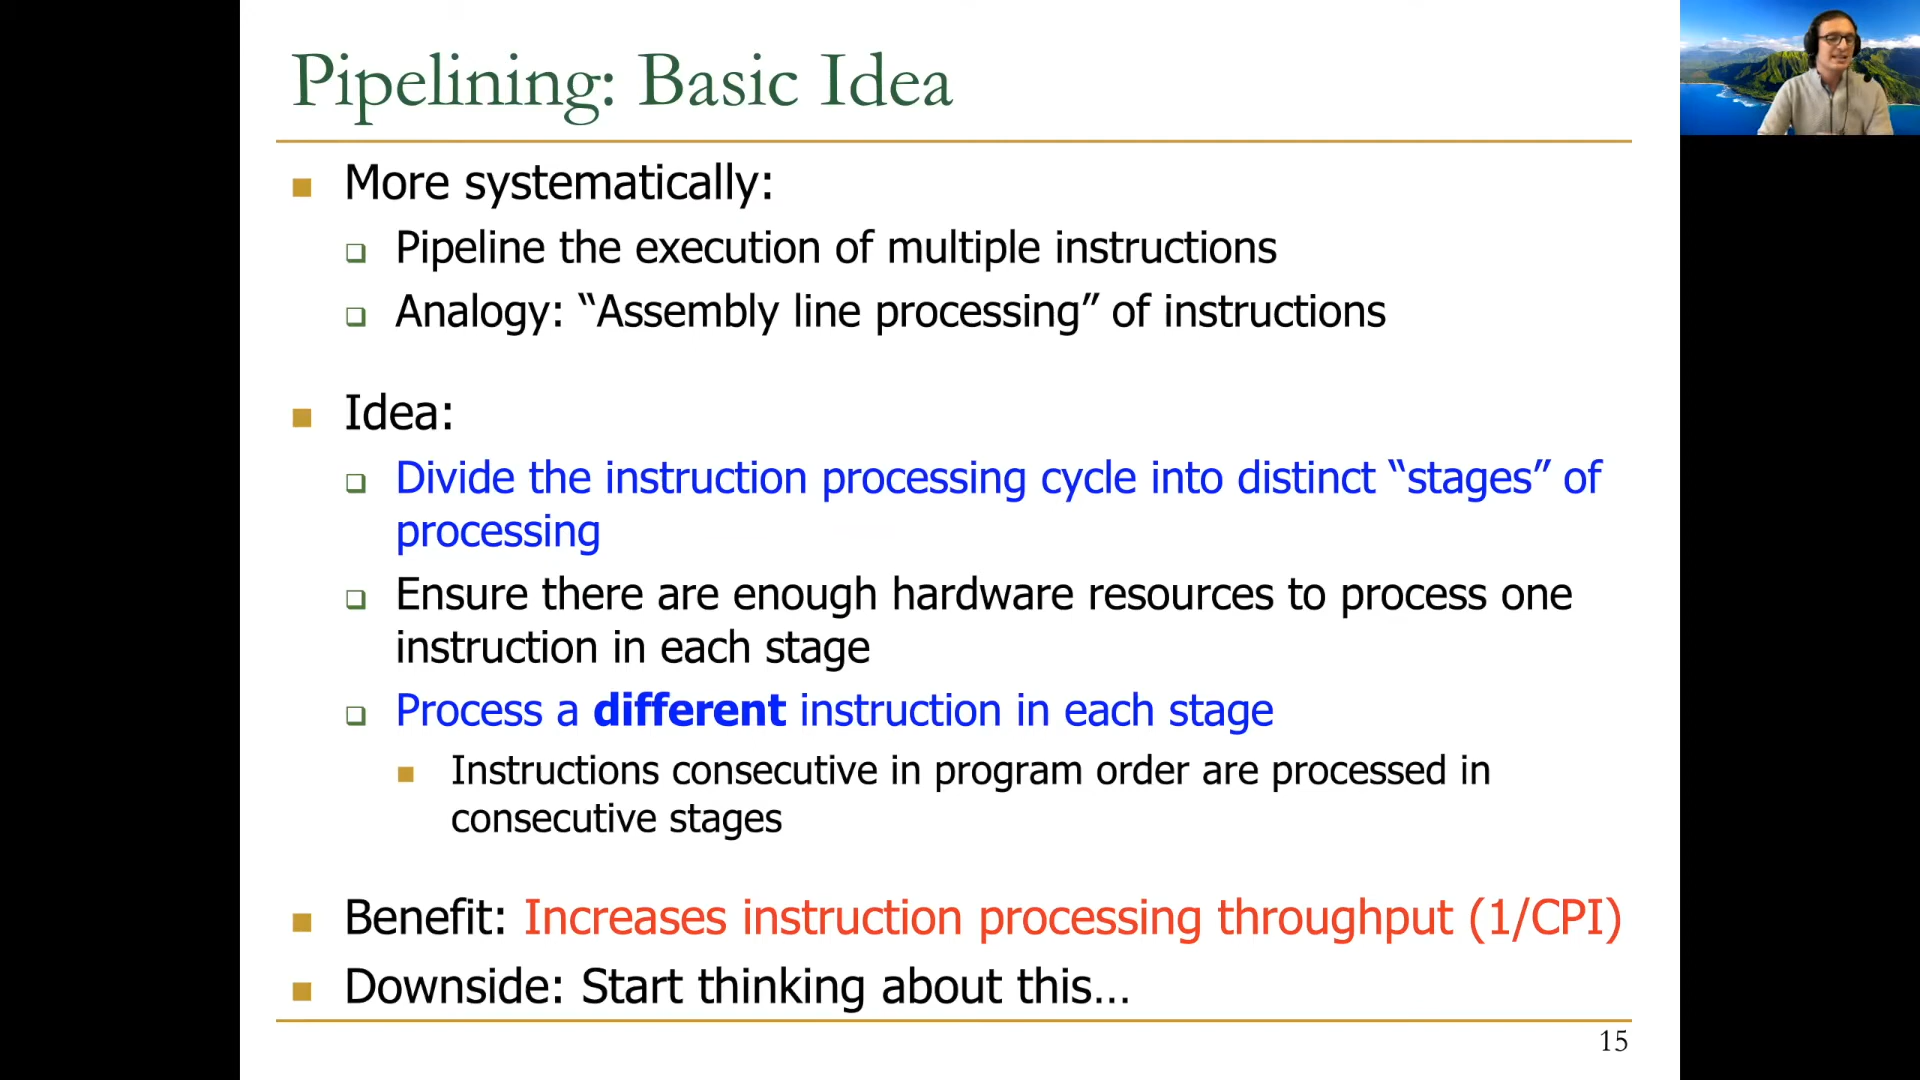 Pipelining: Basic Idea
More systematically:
Pipeline the execution of multiple instructions
Analogy: “Assembly line processing” of instructions
Idea:
Divide the instruction processing cycle into distinct “stages” of
processing
Ensure there are enough hardware resources to process one
instruction in each stage
Process a different instruction in each stage
Instructions consecutive in program order are processed in
consecutive stages
Benefit: Increases instruction processing throughput (1/CPI)
Downside: Start thinking about this…
15